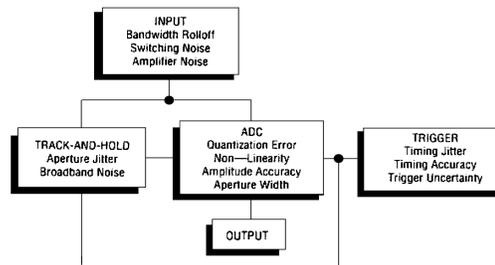 INPUT
Bandwidth Rolloff
Switching Noise
Amplifier Noise
TRACK-AND-HOLD
Aperture Jitter
Broadband Noise
ADC
Quantization Error
Non—Linearity
Amplitude Accuracy
Aperture Width
TRIGGER
Timing Jitter
Timing Accuracy
Trigger Uncertainty
OUTPUT